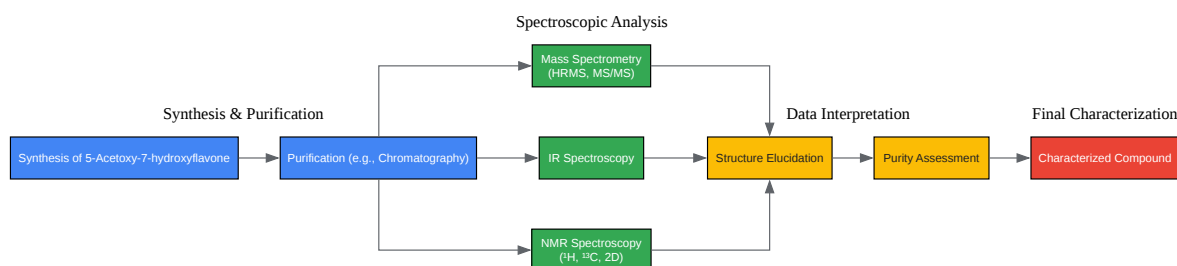 Spectroscopic Analysis
Mass Spectrometry
(HRMS, MS/MS)
Synthesis & Purification
Data Interpretation
Final Characterization
Synthesis of 5-Acetoxy-7-hydroxyflavone
Purification (e.g., Chromatography)
IR Spectroscopy
Structure Elucidation
Purity Assessment
Characterized Compound
NMR Spectroscopy
(¹H, ¹³C, 2D)